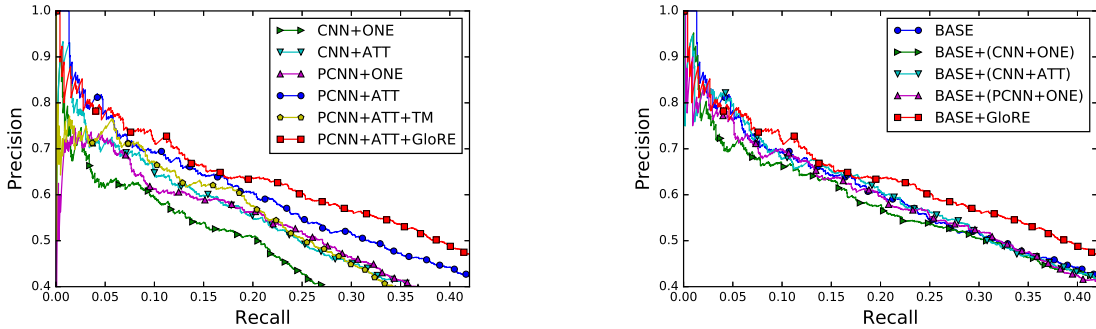 1.0
0.9
0.8
0.7
0.6
0.5
0.4
Precision
0.00 0.05 0.10 0.15 0.20 0.25 0.30 0.35 0.40
Recall
CNN+ONE
CNN+ATT
PCNN+ONE
PCNN+ATT
PCNN+ATT+TM
PCNN+ATT+GloRE
1.0
0.9
0.8
0.7
0.6
0.5
0.4
Precision
0.00 0.05 0.10 0.15 0.20 0.25 0.30 0.35 0.40
Recall
BASE
BASE+(CNN+ONE)
BASE+(CNN+ATT)
BASE+(PCNN+ONE)
BASE+GloRE